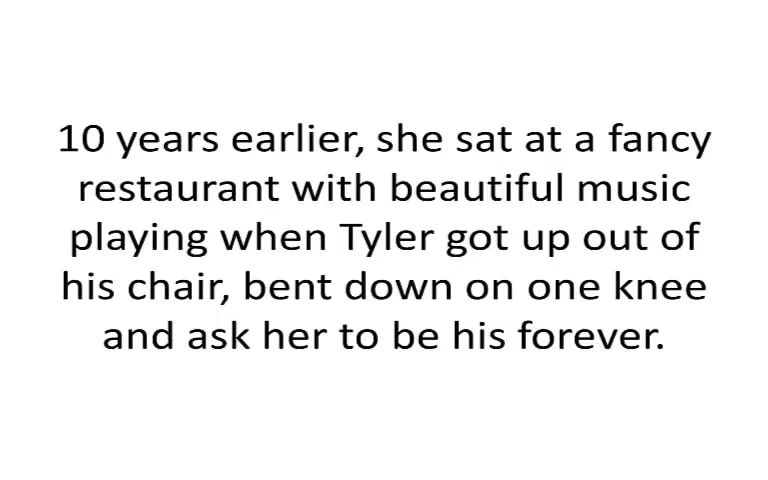 10 years earlier, she sat at a fancy
restaurant with beautiful music
playing when Tyler got up out of
his chair, bent down on one knee
and ask her to be his forever.